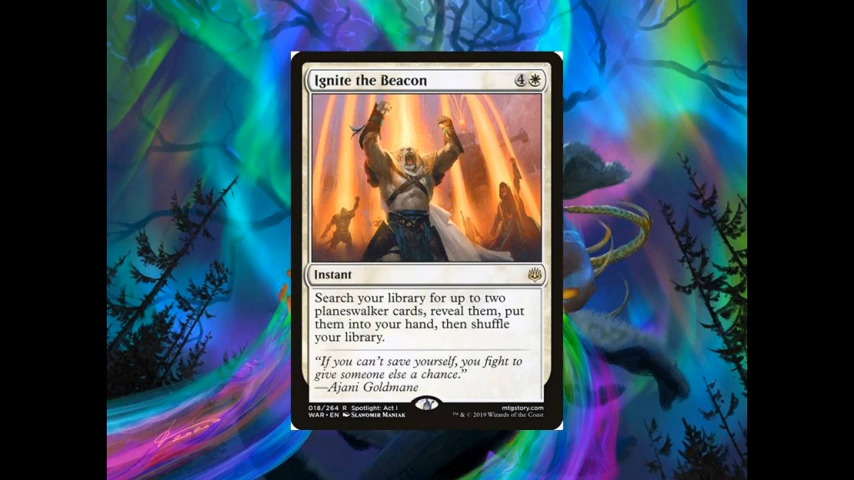 Ignite the Beacon
4
Instant
Search your library for up to two
planeswalker cards, reveal them, put
them into your hand, then shuffle
your library.
"If you can't save yourself, you fight to
give someone else a chance."
—Ajani Goldmane
018/264 R Spotlight: Act I
mtgstory.com
WAR • EN Slawomir Maniak
™ & © 2019 Wizards of the Coast